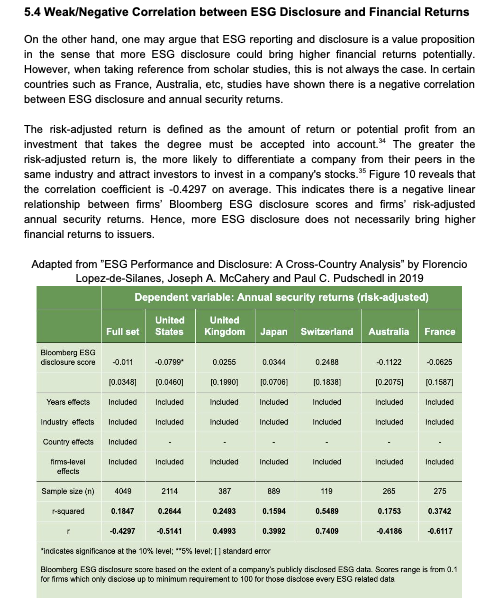 5.4 Weak/Negative Correlation between ESG Disclosure and Financial Returns
On the other hand, one may argue that ESG reporting and disclosure is a value proposition
in the sense that more ESG disclosure could bring higher financial returns potentially.
However, when taking reference from scholar studies, this is not always the case. In certain
countries such as France, Australia, etc, studies have shown there is a negative correlation
between ESG disclosure and annual security returns.
The risk-adjusted return is defined as the amount of return or potential profit from an
investment that takes the degree must be accepted into account.34 The greater the
risk-adjusted return is, the more likely to differentiate a company from their peers in the
same industry and attract investors to invest in a company's stocks.35 Figure 10 reveals that
the correlation coefficient is -0.4297 on average. This indicates there is a negative linear
relationship between firms' Bloomberg ESG disclosure scores and firms' risk-adjusted
annual security returns. Hence, more ESG disclosure does not necessarily bring higher
financial returns to issuers.
Adapted from "ESG Performance and Disclosure: A Cross-Country Analysis" by Florencio
Lopez-de-Silanes, Joseph A. McCahery and Paul C. Pudschedl in 2019
Dependent variable: Annual security returns (risk-adjusted)
Full set United States United Kingdom Japan Switzerland Australia France
Bloomberg ESG disclosure score -0.011 -0.0799* 0.0255 0.0344 0.2488 -0.1122 -0.0625
[0.0348] [0.0460] [0.1990] [0.0706] [0.1838] [0.2075] [0.1587]
Years effects Included Included Included Included Included Included Included
Industry effects Included Included Included Included Included Included Included
Country effects Included - - - - - -
firms-level effects Included Included Included Included Included Included Included
Sample size (n) 4049 2114 387 889 119 265 275
r-squared 0.1847 0.2644 0.2493 0.1594 0.5489 0.1753 0.3742
r -0.4297 -0.5141 0.4993 0.3992 0.7409 -0.4186 -0.6117
*indicates significance at the 10% level; **5% level; [ ] standard error
Bloomberg ESG disclosure score based on the extent of a company's publicly disclosed ESG data. Scores range is from 0.1
for firms which only disclose up to minimum requirement to 100 for those disclose every ESG related data